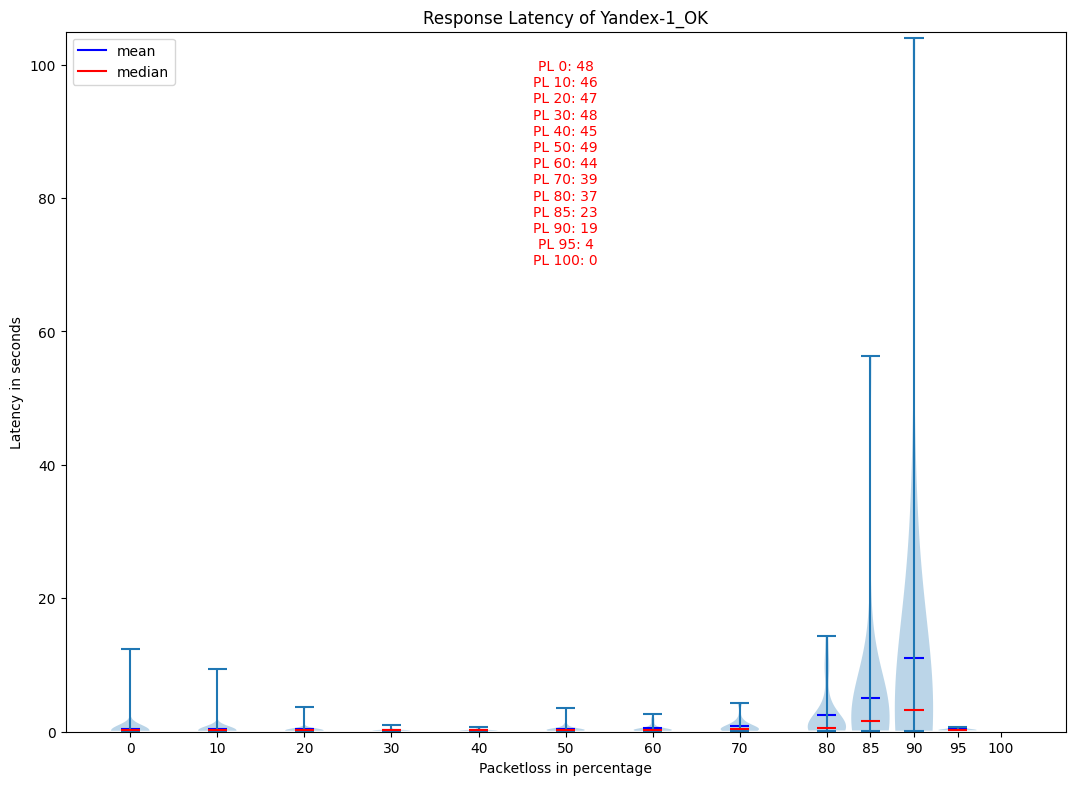 Response Latency of Yandex-1_OK
mean
median
PL 0: 48
PL 10: 46
PL 20: 47
PL 30: 48
PL 40: 45
PL 50: 49
PL 60: 44
PL 70: 39
PL 80: 37
PL 85: 23
PL 90: 19
PL 95: 4
PL 100: 0
Latency in seconds
100
80
60
40
20
0
0 10 20 30 40 50 60 70 80 85 90 95 100
Packetloss in percentage